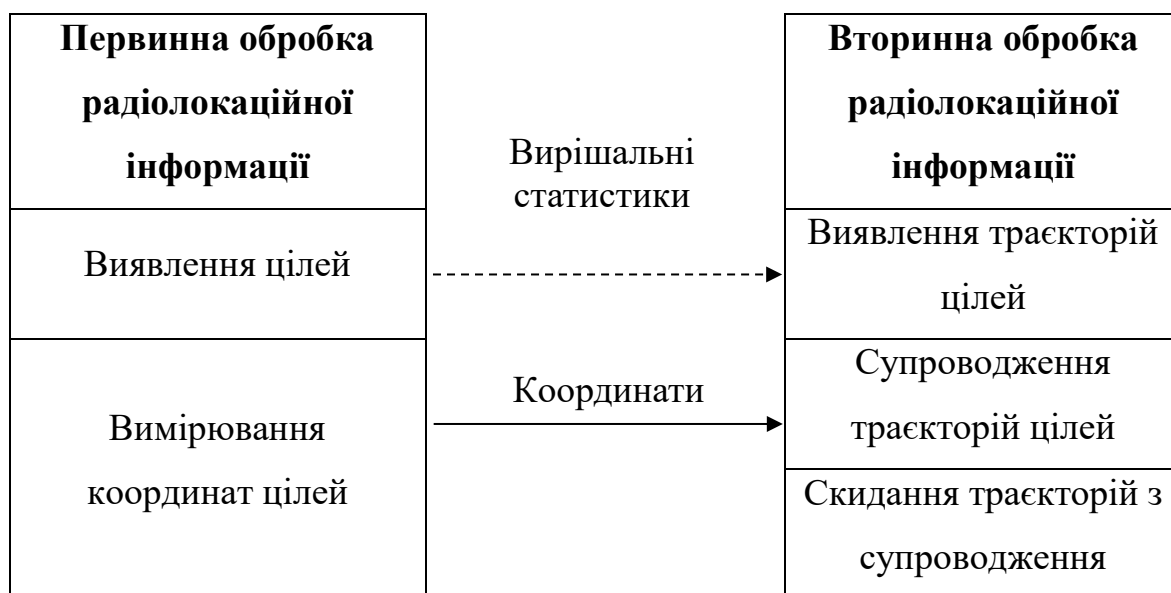 Первинна обробка
радіолокаційної
інформації
Виявлення цілей
Вимірювання
координат цілей
Вирішальні
статистики
Координати
Вторинна обробка
радіолокаційної
інформації
Виявлення траєкторій
цілей
Супроводження
траєкторій цілей
Скидання траєкторій з
супроводження